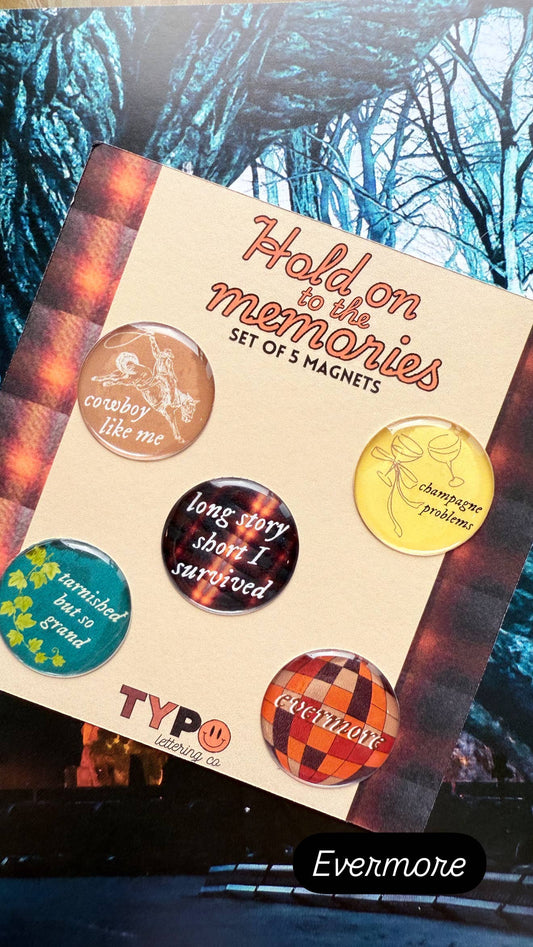 Hold on
to the
memories
SET OF 5 MAGNETS
cowboy
like me
champagne
problems
long story
short I
survived
tarnished
but so
grand
evermore
TYPO
lettering co
Evermore